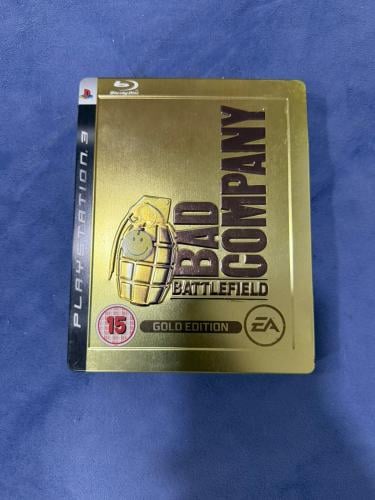 Blu-ray Disc
PLAYSTATION 3
BAD
COMPANY
BATTLEFIELD
15
GOLD EDITION
EA